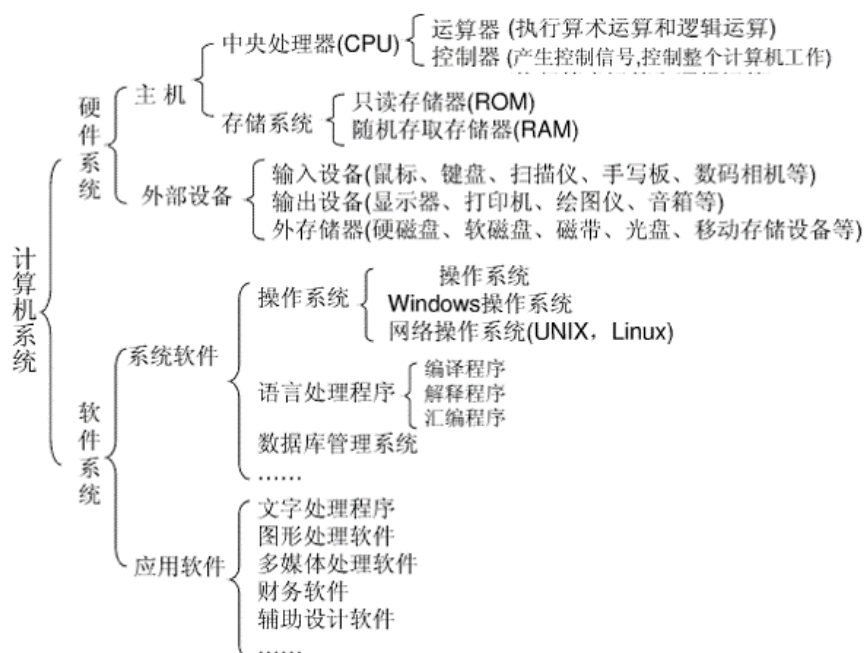 计算机系统
硬件系统
主 机
中央处理器(CPU)
运算器 (执行算术运算和逻辑运算)
控制器 (产生控制信号,控制整个计算机工作)
存储系统
只读存储器(ROM)
随机存取存储器(RAM)
外部设备
输入设备(鼠标、键盘、扫描仪、手写板、数码相机等)
输出设备(显示器、打印机、绘图仪、音箱等)
外存储器(硬磁盘、软磁盘、磁带、光盘、移动存储设备等)
软件系统
系统软件
操作系统
操作系统
Windows操作系统
网络操作系统(UNIX，Linux)
语言处理程序
编译程序
解释程序
汇编程序
数据库管理系统
……
应用软件
文字处理程序
图形处理软件
多媒体处理软件
财务软件
辅助设计软件
……